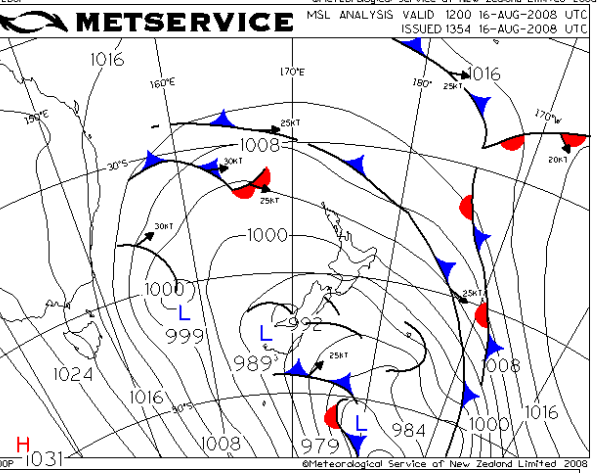 METSERVICE
MSL ANALYSIS VALID 1200 16-AUG-2008 UTC
ISSUED 1354 16-AUG-2008 UTC
1016
170°E
160°E
180°
1016
25KT
150°E
170°W
25KT
1008
20KT
30°S
30KT
25KT
30KT
1000
1000
25KT
L
999
L
992
989
25KT
1008
1024
1016
50°S
1016
L
984
1000
979
1008
H
1031
©Meteorological Service of New Zealand Limited 2008